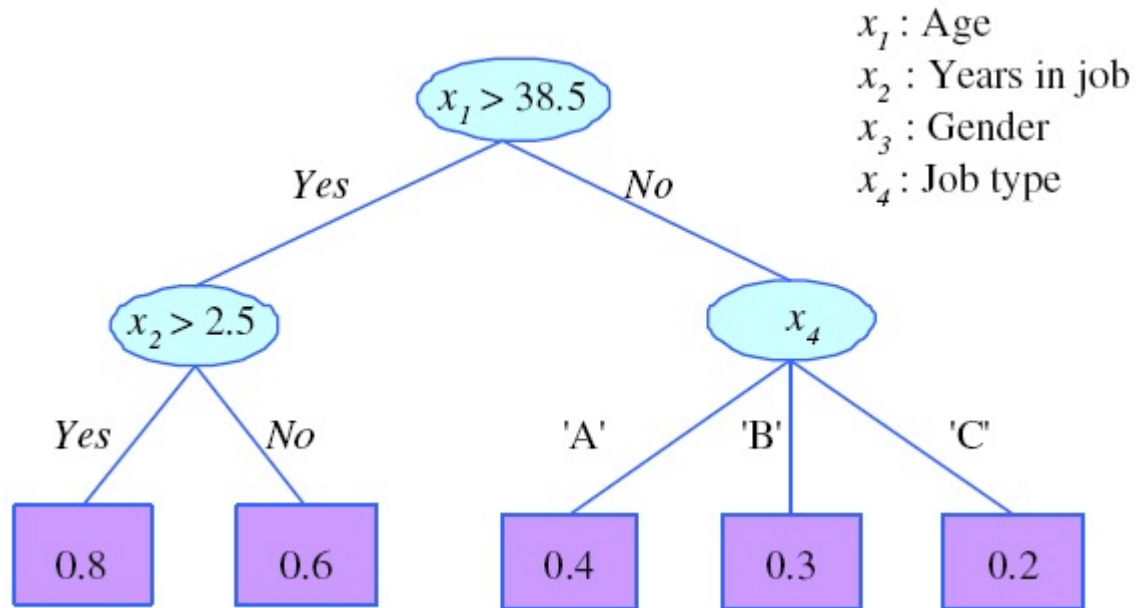 x1 : Age
x2 : Years in job
x3 : Gender
x4 : Job type
x1 > 38.5
Yes
No
x2 > 2.5
x4
Yes
No
'A'
'B'
'C'
0.8
0.6
0.4
0.3
0.2